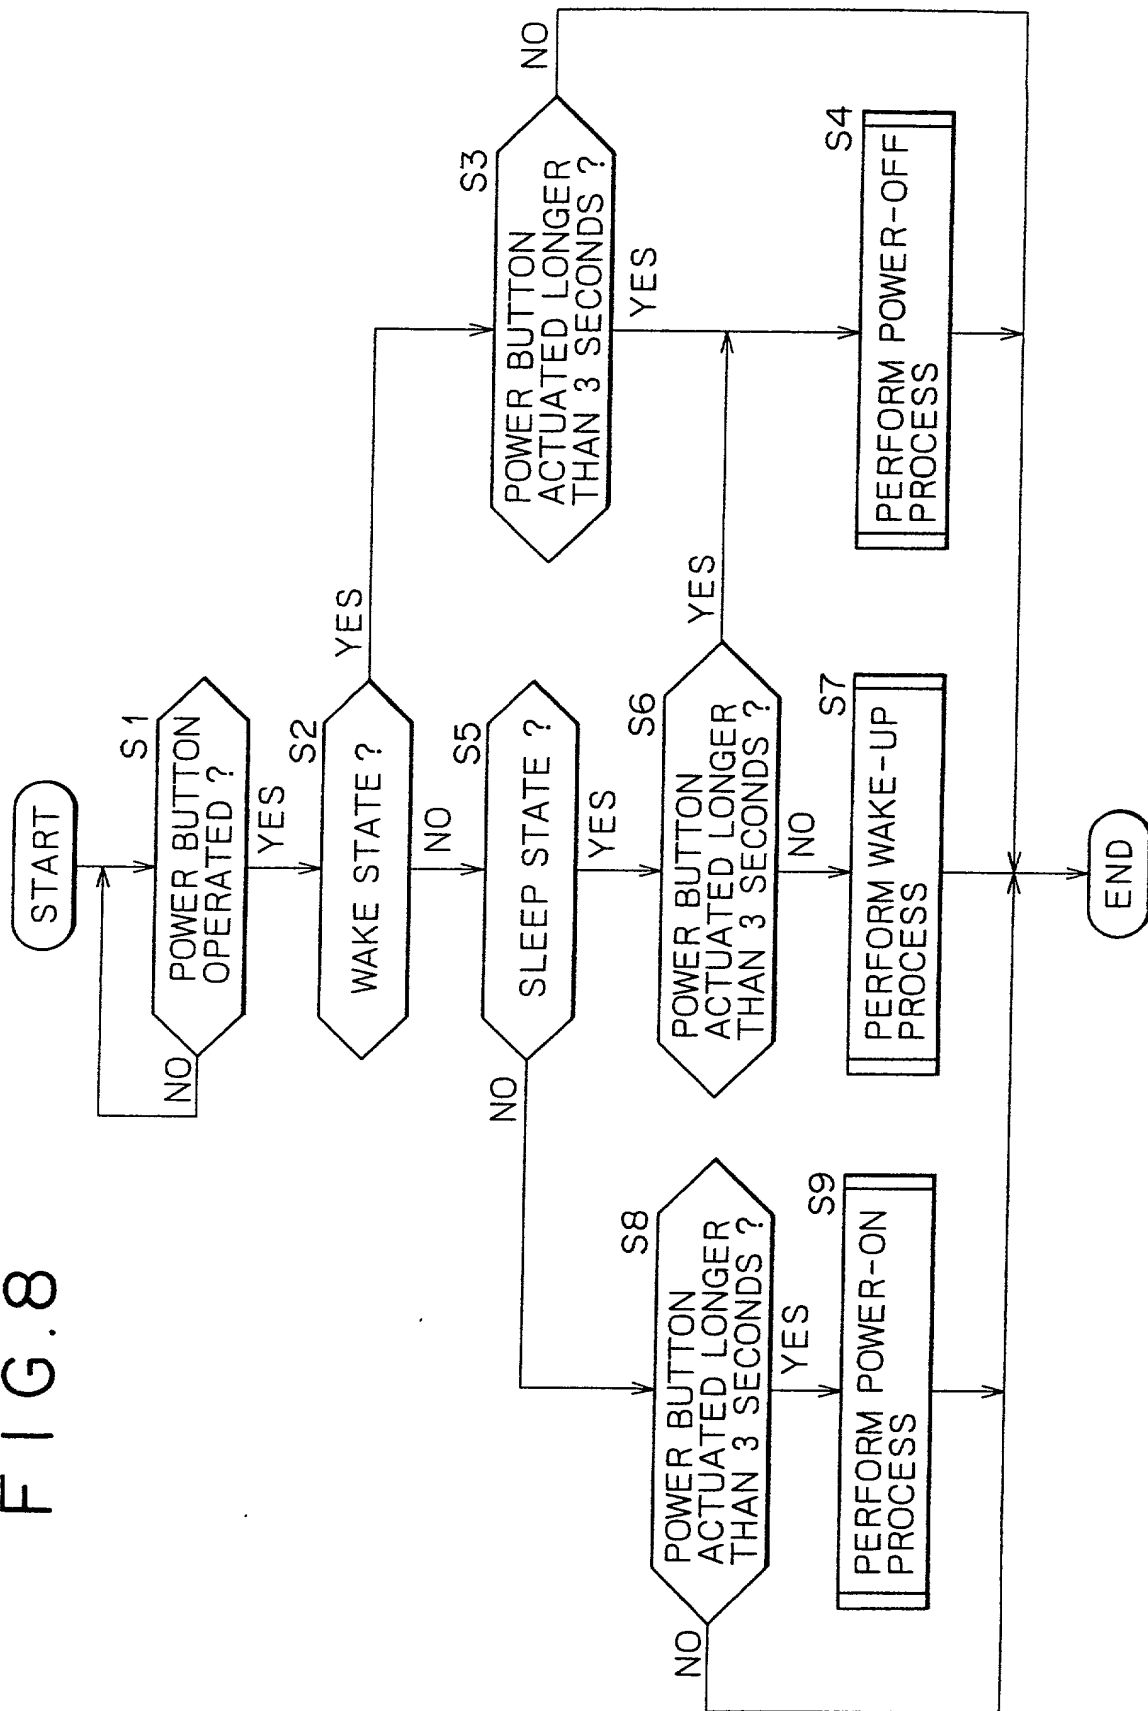 FIG.8
START
S1
POWER BUTTON
OPERATED ?
NO
YES
S2
WAKE STATE ?
YES
NO
S5
SLEEP STATE ?
NO
YES
S3
POWER BUTTON
ACTUATED LONGER
THAN 3 SECONDS ?
NO
YES
S8
POWER BUTTON
ACTUATED LONGER
THAN 3 SECONDS ?
NO
YES
S6
POWER BUTTON
ACTUATED LONGER
THAN 3 SECONDS ?
YES
NO
S9
PERFORM POWER-ON
PROCESS
S7
PERFORM WAKE-UP
PROCESS
S4
PERFORM POWER-OFF
PROCESS
END